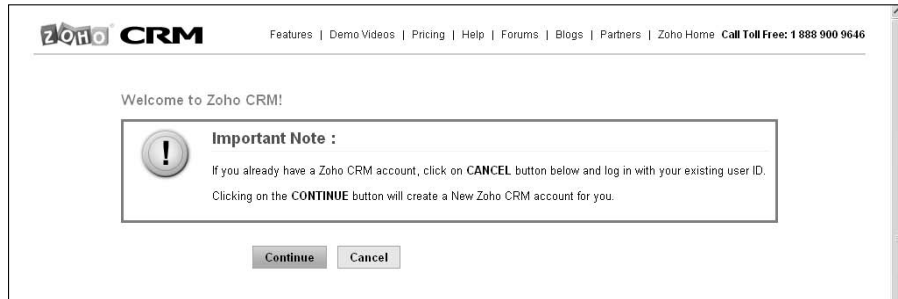 ZOHO CRM
Features | Demo Videos | Pricing | Help | Forums | Blogs | Partners | Zoho Home Call Toll Free: 1 888 900 9646
Welcome to Zoho CRM!
Important Note :
If you already have a Zoho CRM account, click on CANCEL button below and log in with your existing user ID.
Clicking on the CONTINUE button will create a New Zoho CRM account for you.
Continue Cancel